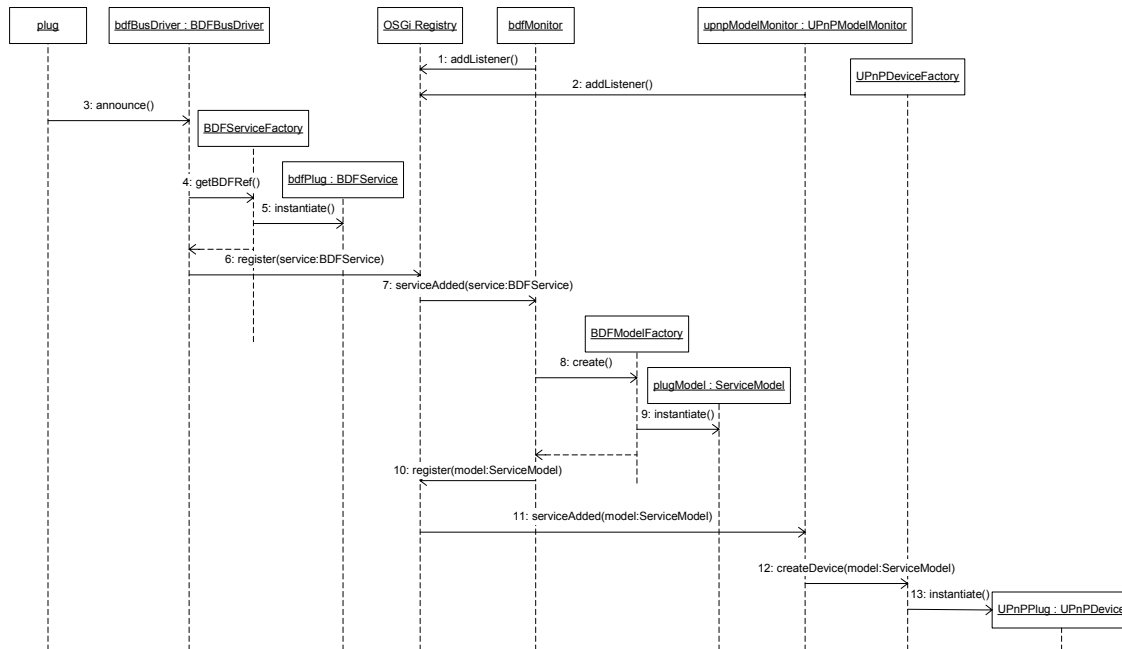 plug
bdfBusDriver : BDFBusDriver
OSGi Registry
bdfMonitor
upnpModelMonitor : UPnPModelMonitor
1: addListener()
UPnPDeviceFactory
2: addListener()
3: announce()
BDFServiceFactory
bdfPlug : BDFService
4: getBDFRef()
5: instantiate()
6: register(service:BDFService)
7: serviceAdded(service:BDFService)
BDFModelFactory
8: create()
plugModel : ServiceModel
9: instantiate()
10: register(model:ServiceModel)
11: serviceAdded(model:ServiceModel)
12: createDevice(model:ServiceModel)
13: instantiate()
UPnPPlug : UPnPDevice